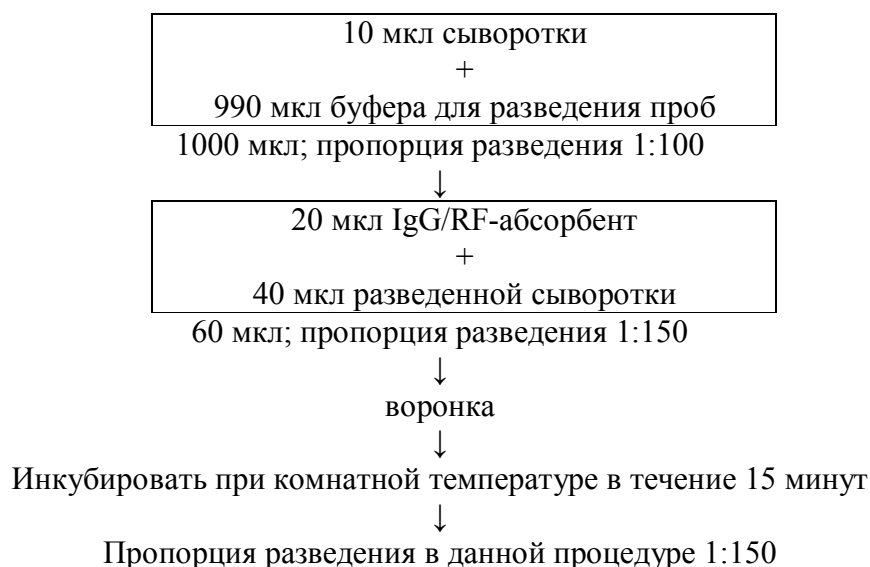 10 мкл сыворотки
+
990 мкл буфера для разведения проб
1000 мкл; пропорция разведения 1:100
↓
20 мкл IgG/RF-абсорбент
+
40 мкл разведенной сыворотки
60 мкл; пропорция разведения 1:150
↓
воронка
↓
Инкубировать при комнатной температуре в течение 15 минут
↓
Пропорция разведения в данной процедуре 1:150